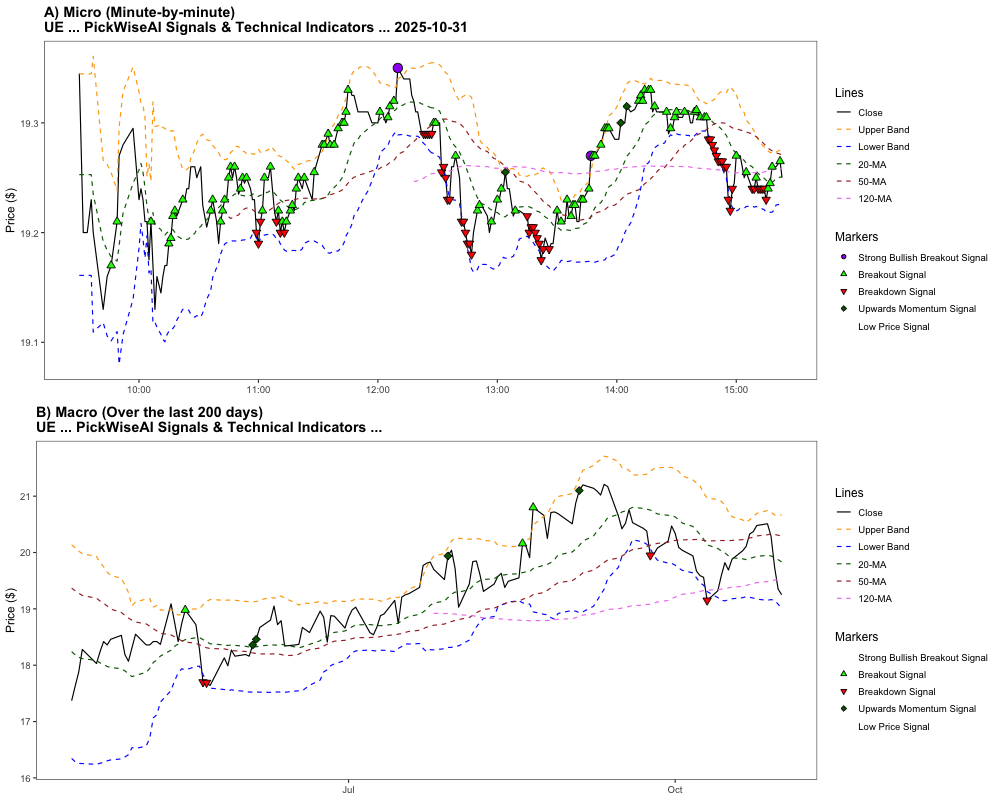 A) Micro (Minute-by-minute)
UE ... PickWiseAI Signals & Technical Indicators ... 2025-10-31
19.3
19.2
19.1
Price ($)
10:00
11:00
12:00
13:00
14:00
15:00
Lines
Close
Upper Band
Lower Band
20-MA
50-MA
120-MA
Markers
Strong Bullish Breakout Signal
Breakout Signal
Breakdown Signal
Upwards Momentum Signal
Low Price Signal
B) Macro (Over the last 200 days)
UE ... PickWiseAI Signals & Technical Indicators ...
21
20
19
18
17
16
Price ($)
Jul
Oct
Lines
Close
Upper Band
Lower Band
20-MA
50-MA
120-MA
Markers
Strong Bullish Breakout Signal
Breakout Signal
Breakdown Signal
Upwards Momentum Signal
Low Price Signal